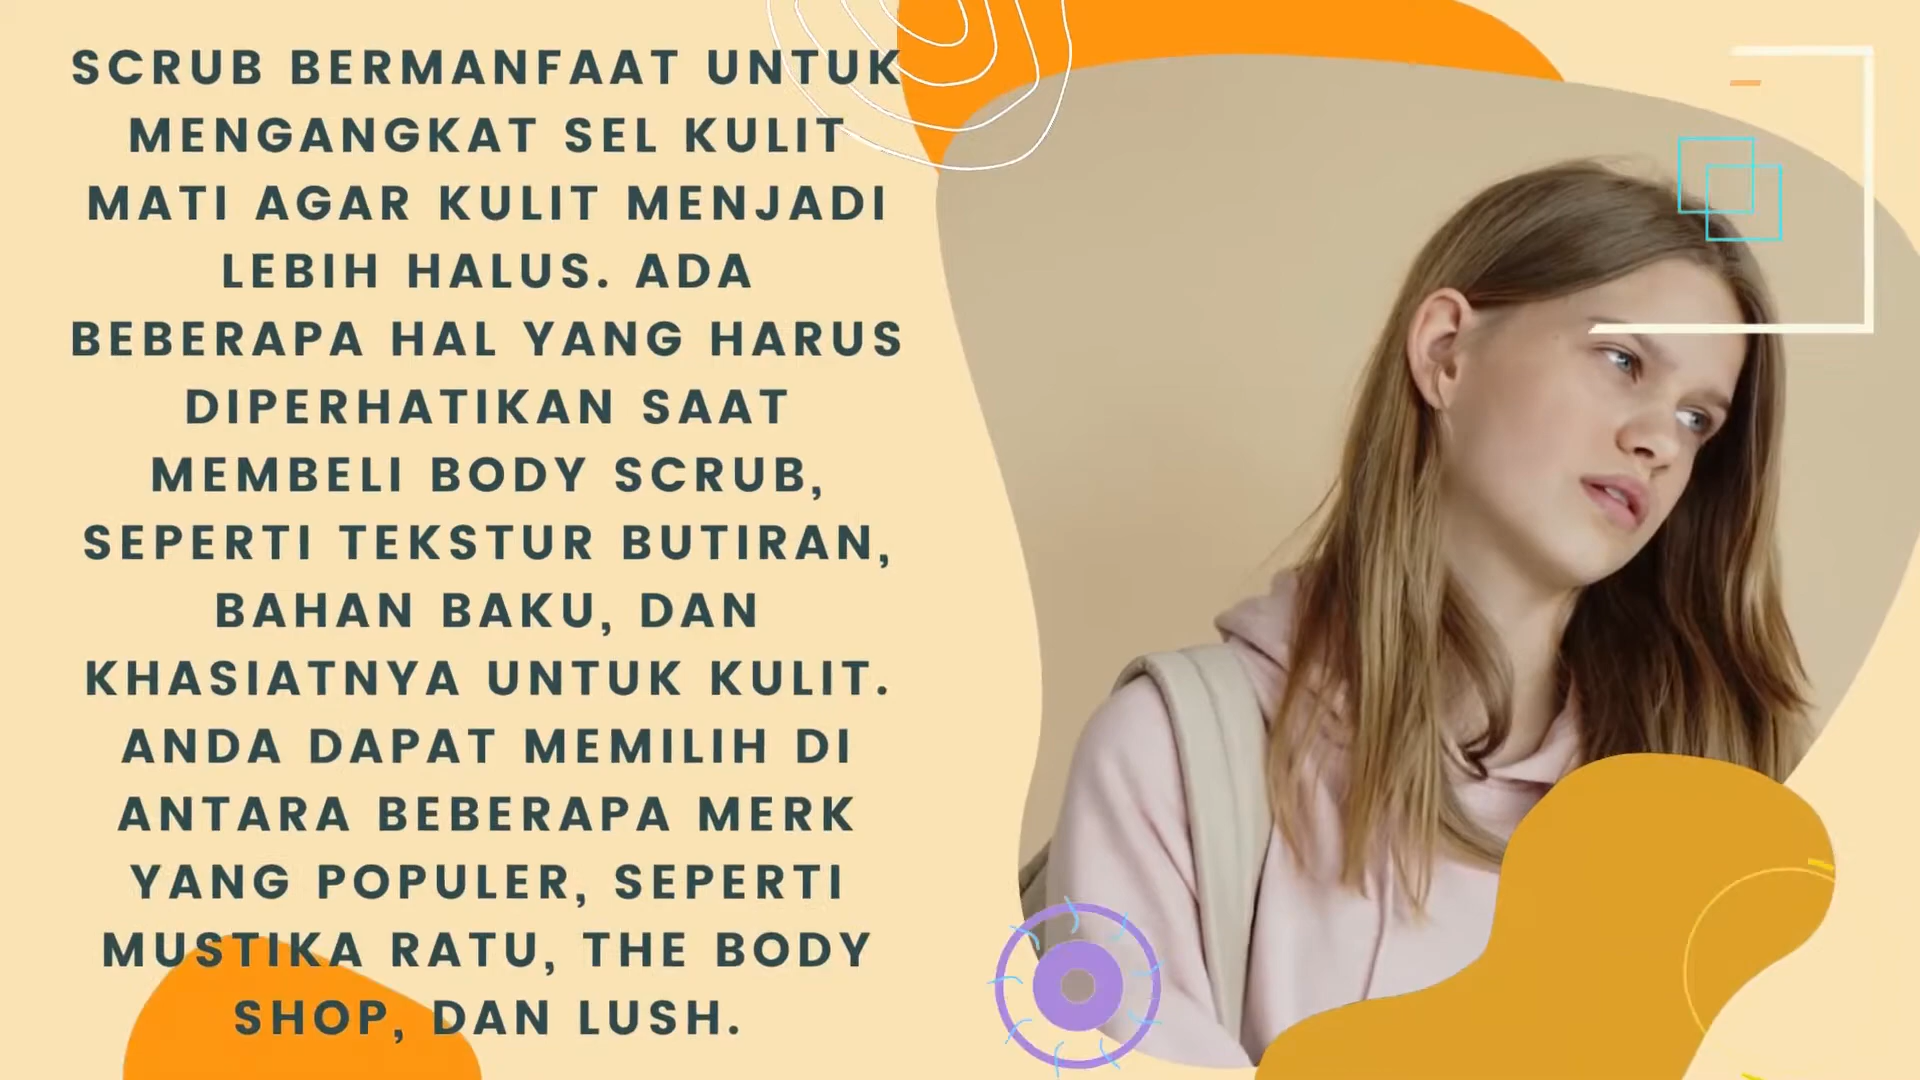 SCRUB BERMANFAAT UNTUK
MENGANGKAT SEL KULIT
MATI AGAR KULIT MENJADI
LEBIH HALUS. ADA
BEBERAPA HAL YANG HARUS
DIPERHATIKAN SAAT
MEMBELI BODY SCRUB,
SEPERTI TEKSTUR BUTIRAN,
BAHAN BAKU, DAN
KHASIATNYA UNTUK KULIT.
ANDA DAPAT MEMILIH DI
ANTARA BEBERAPA MERK
YANG POPULER, SEPERTI
MUSTIKA RATU, THE BODY
SHOP, DAN LUSH.